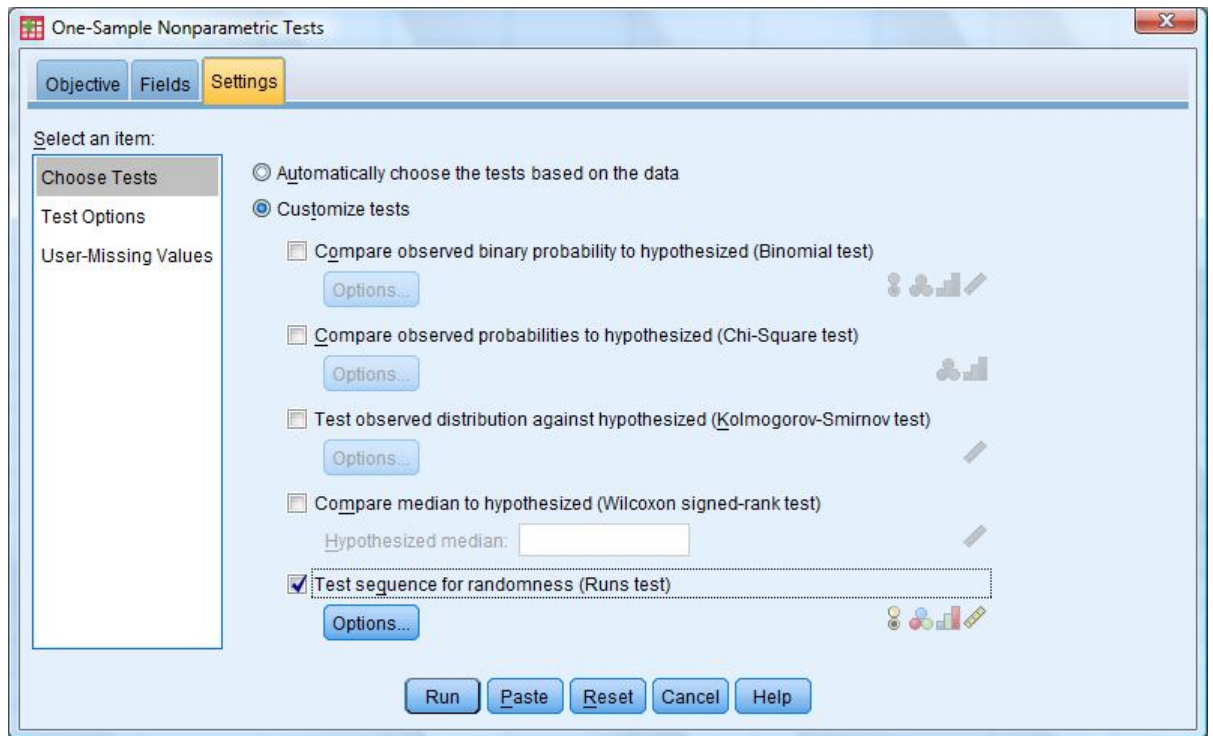 One-Sample Nonparametric Tests
Objective Fields Settings
Select an item:
Choose Tests
Test Options
User-Missing Values
Automatically choose the tests based on the data
Customize tests
Compare observed binary probability to hypothesized (Binomial test)
Options...
Compare observed probabilities to hypothesized (Chi-Square test)
Options...
Test observed distribution against hypothesized (Kolmogorov-Smirnov test)
Options...
Compare median to hypothesized (Wilcoxon signed-rank test)
Hypothesized median:
Test sequence for randomness (Runs test)
Options...
Run Paste Reset Cancel Help